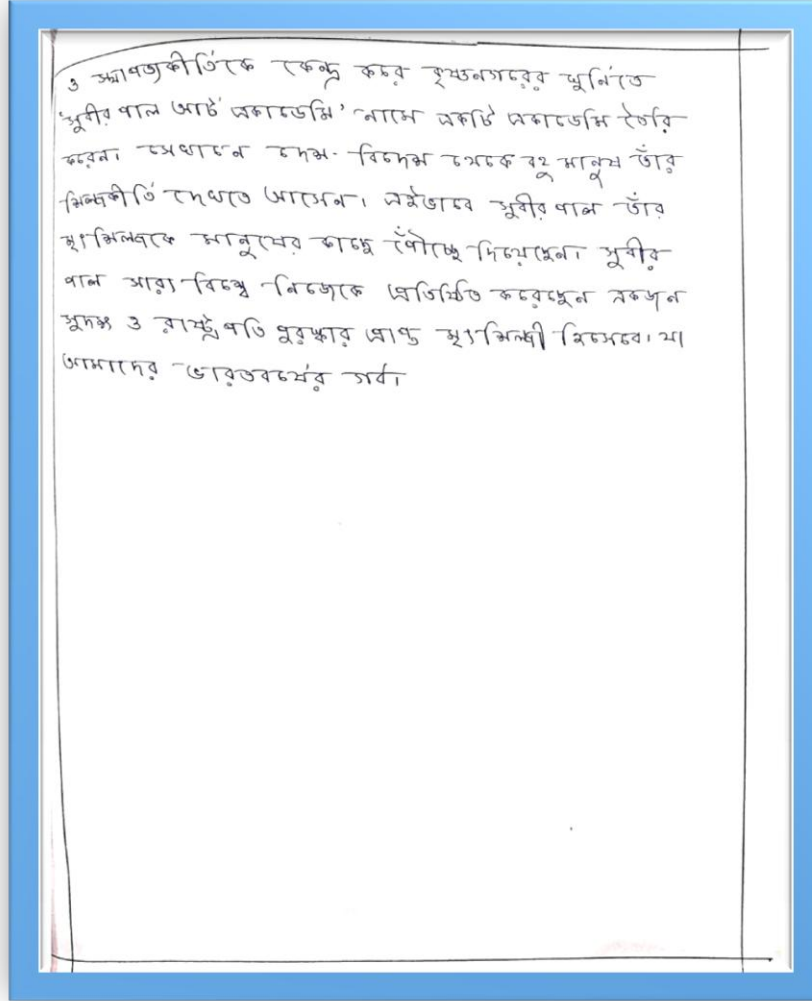 ও স্থাপত্যকীর্তিকে কেন্দ্র করে কৃষ্ণনগরের ঘুর্নিতে
'সুবীর পাল আর্ট একাডেমি' নামে একটি একাডেমি তৈরি
করেন। সেখানে দেশ-বিদেশ থেকে বহু মানুষ তাঁর
শিল্পকীর্তি দেখতে আসেন। এইভাবে সুবীর পাল তাঁর
মৃৎশিল্পকে মানুষের কাছে পৌঁচ্ছে দিয়েছেন। সুবীর
পাল সারা বিশ্বে নিজেকে প্রতিষ্ঠিত করেছেন একজন
সুদক্ষ ও রাষ্ট্রপতি পুরস্কার প্রাপ্ত মৃৎশিল্পী হিসেবে। যা
আমাদের ভারতবর্ষের গর্ব।